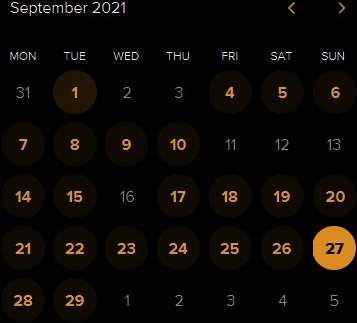 September 2021
MON TUE WED THU FRI SAT SUN
31 1 2 3 4 5 6
7 8 9 10 11 12 13
14 15 16 17 18 19 20
21 22 23 24 25 26 27
28 29 1 2 3 4 5